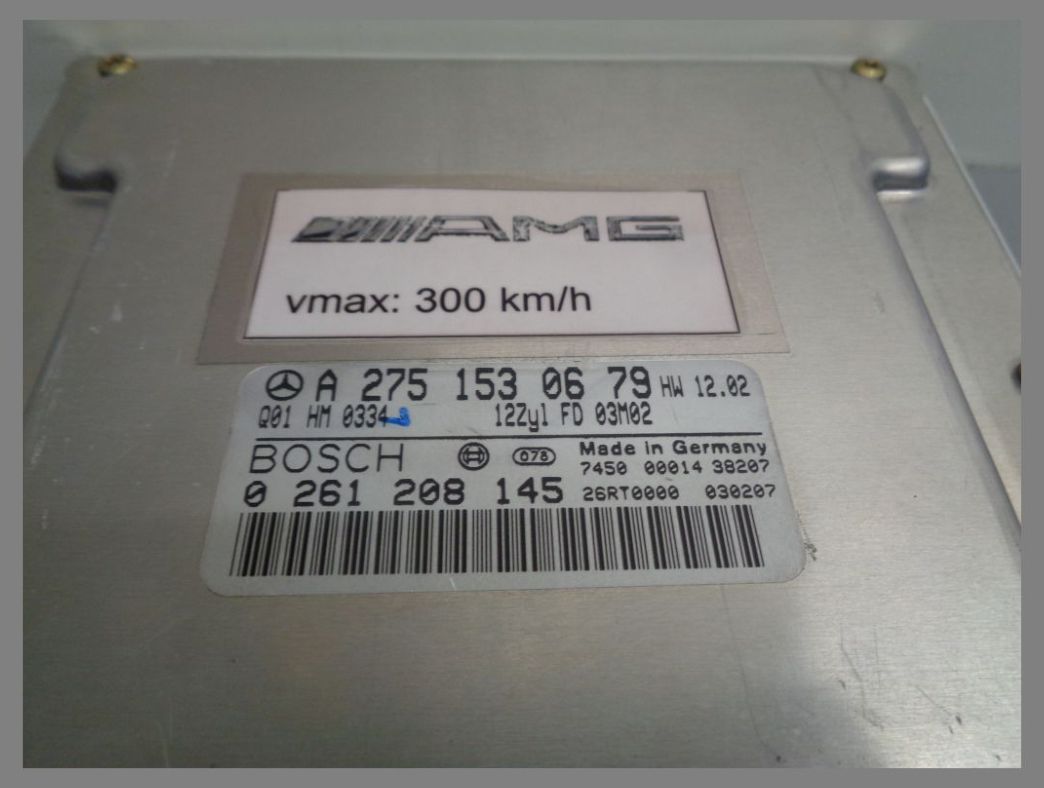 AMG
vmax: 300 km/h
A 275 153 06 79 HW 12.02
Q01 HM 0334 12Zyl FD 03M02
BOSCH 078 Made in Germany
7450 00014 38207
0 261 208 145 26RT0000 030207